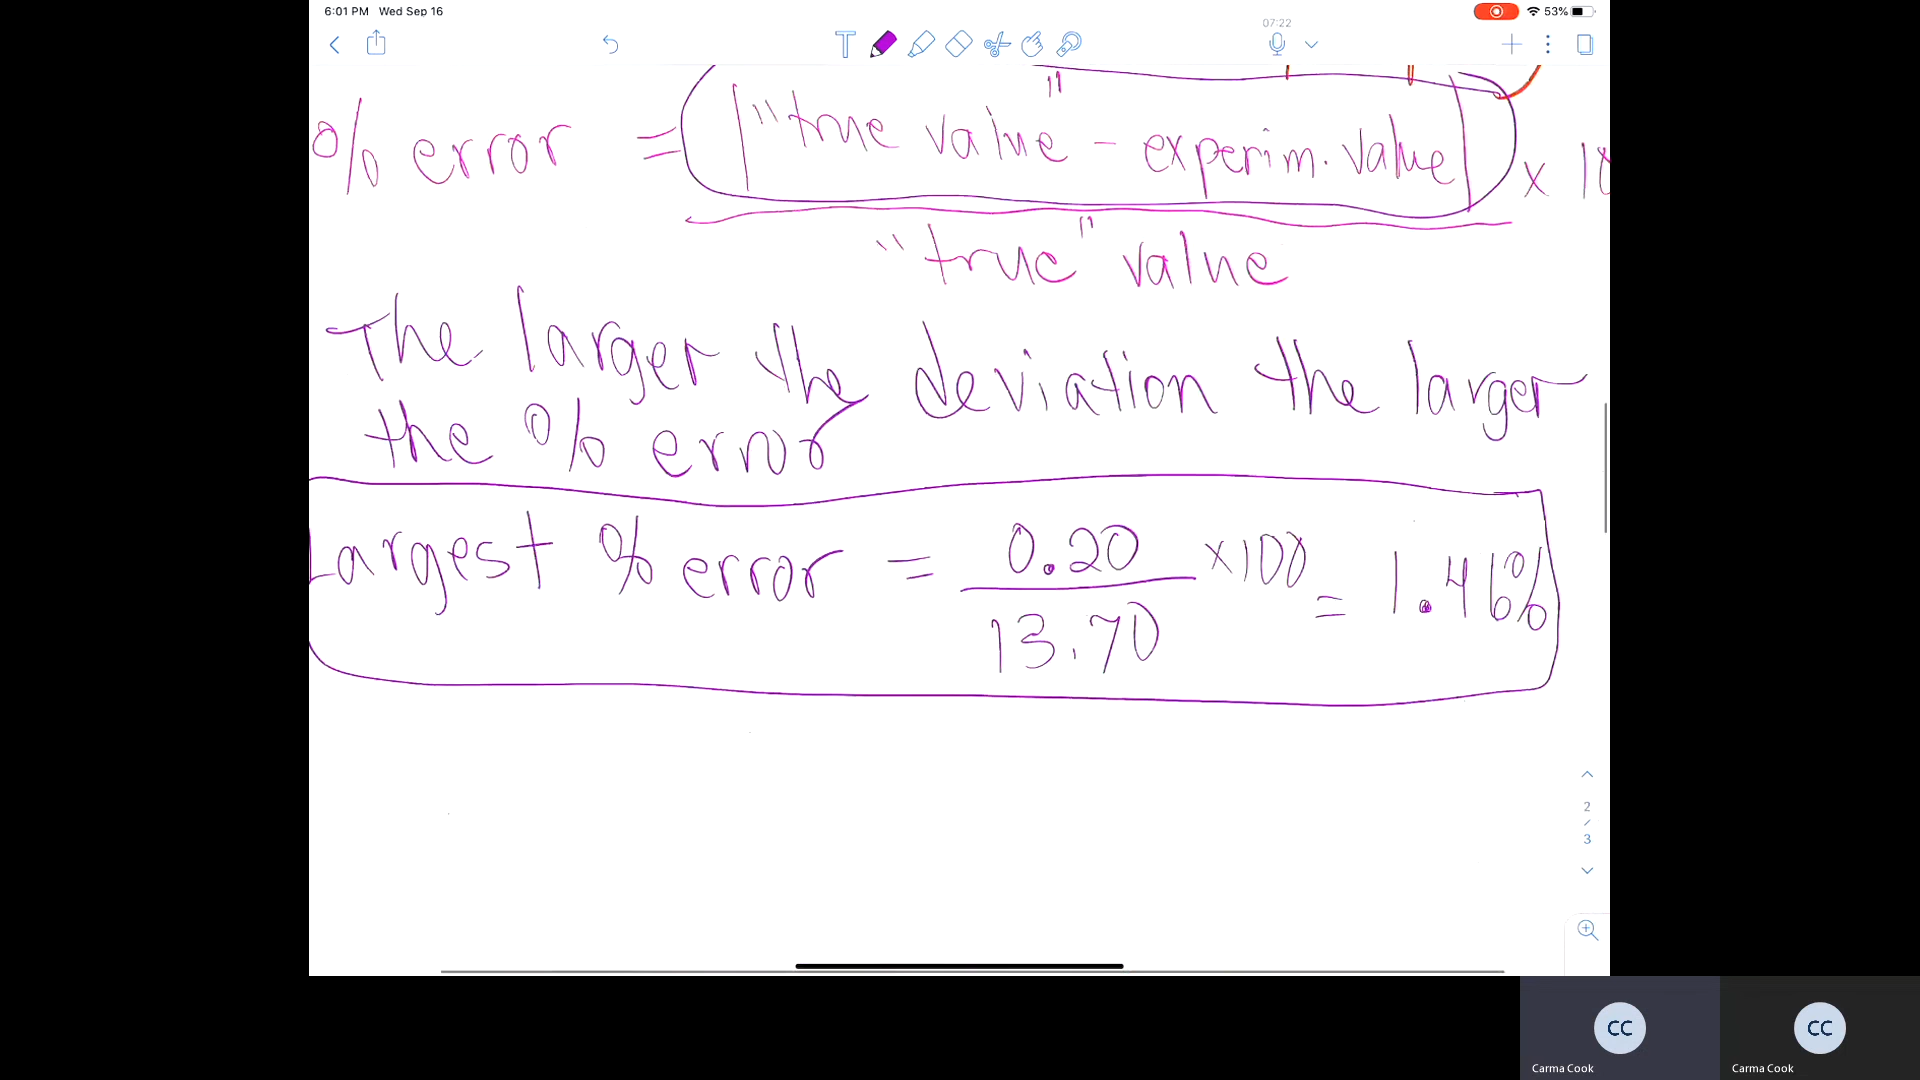 6:01 PM Wed Sep 16
53%
07:22
% error = |"true value" - experim. value| x 10
"true" value
The larger the deviation the larger
the % error
Largest % error = 0.20 x100 = 1.46%
13.70
2
/
3
CC
CC
Carma Cook
Carma Cook